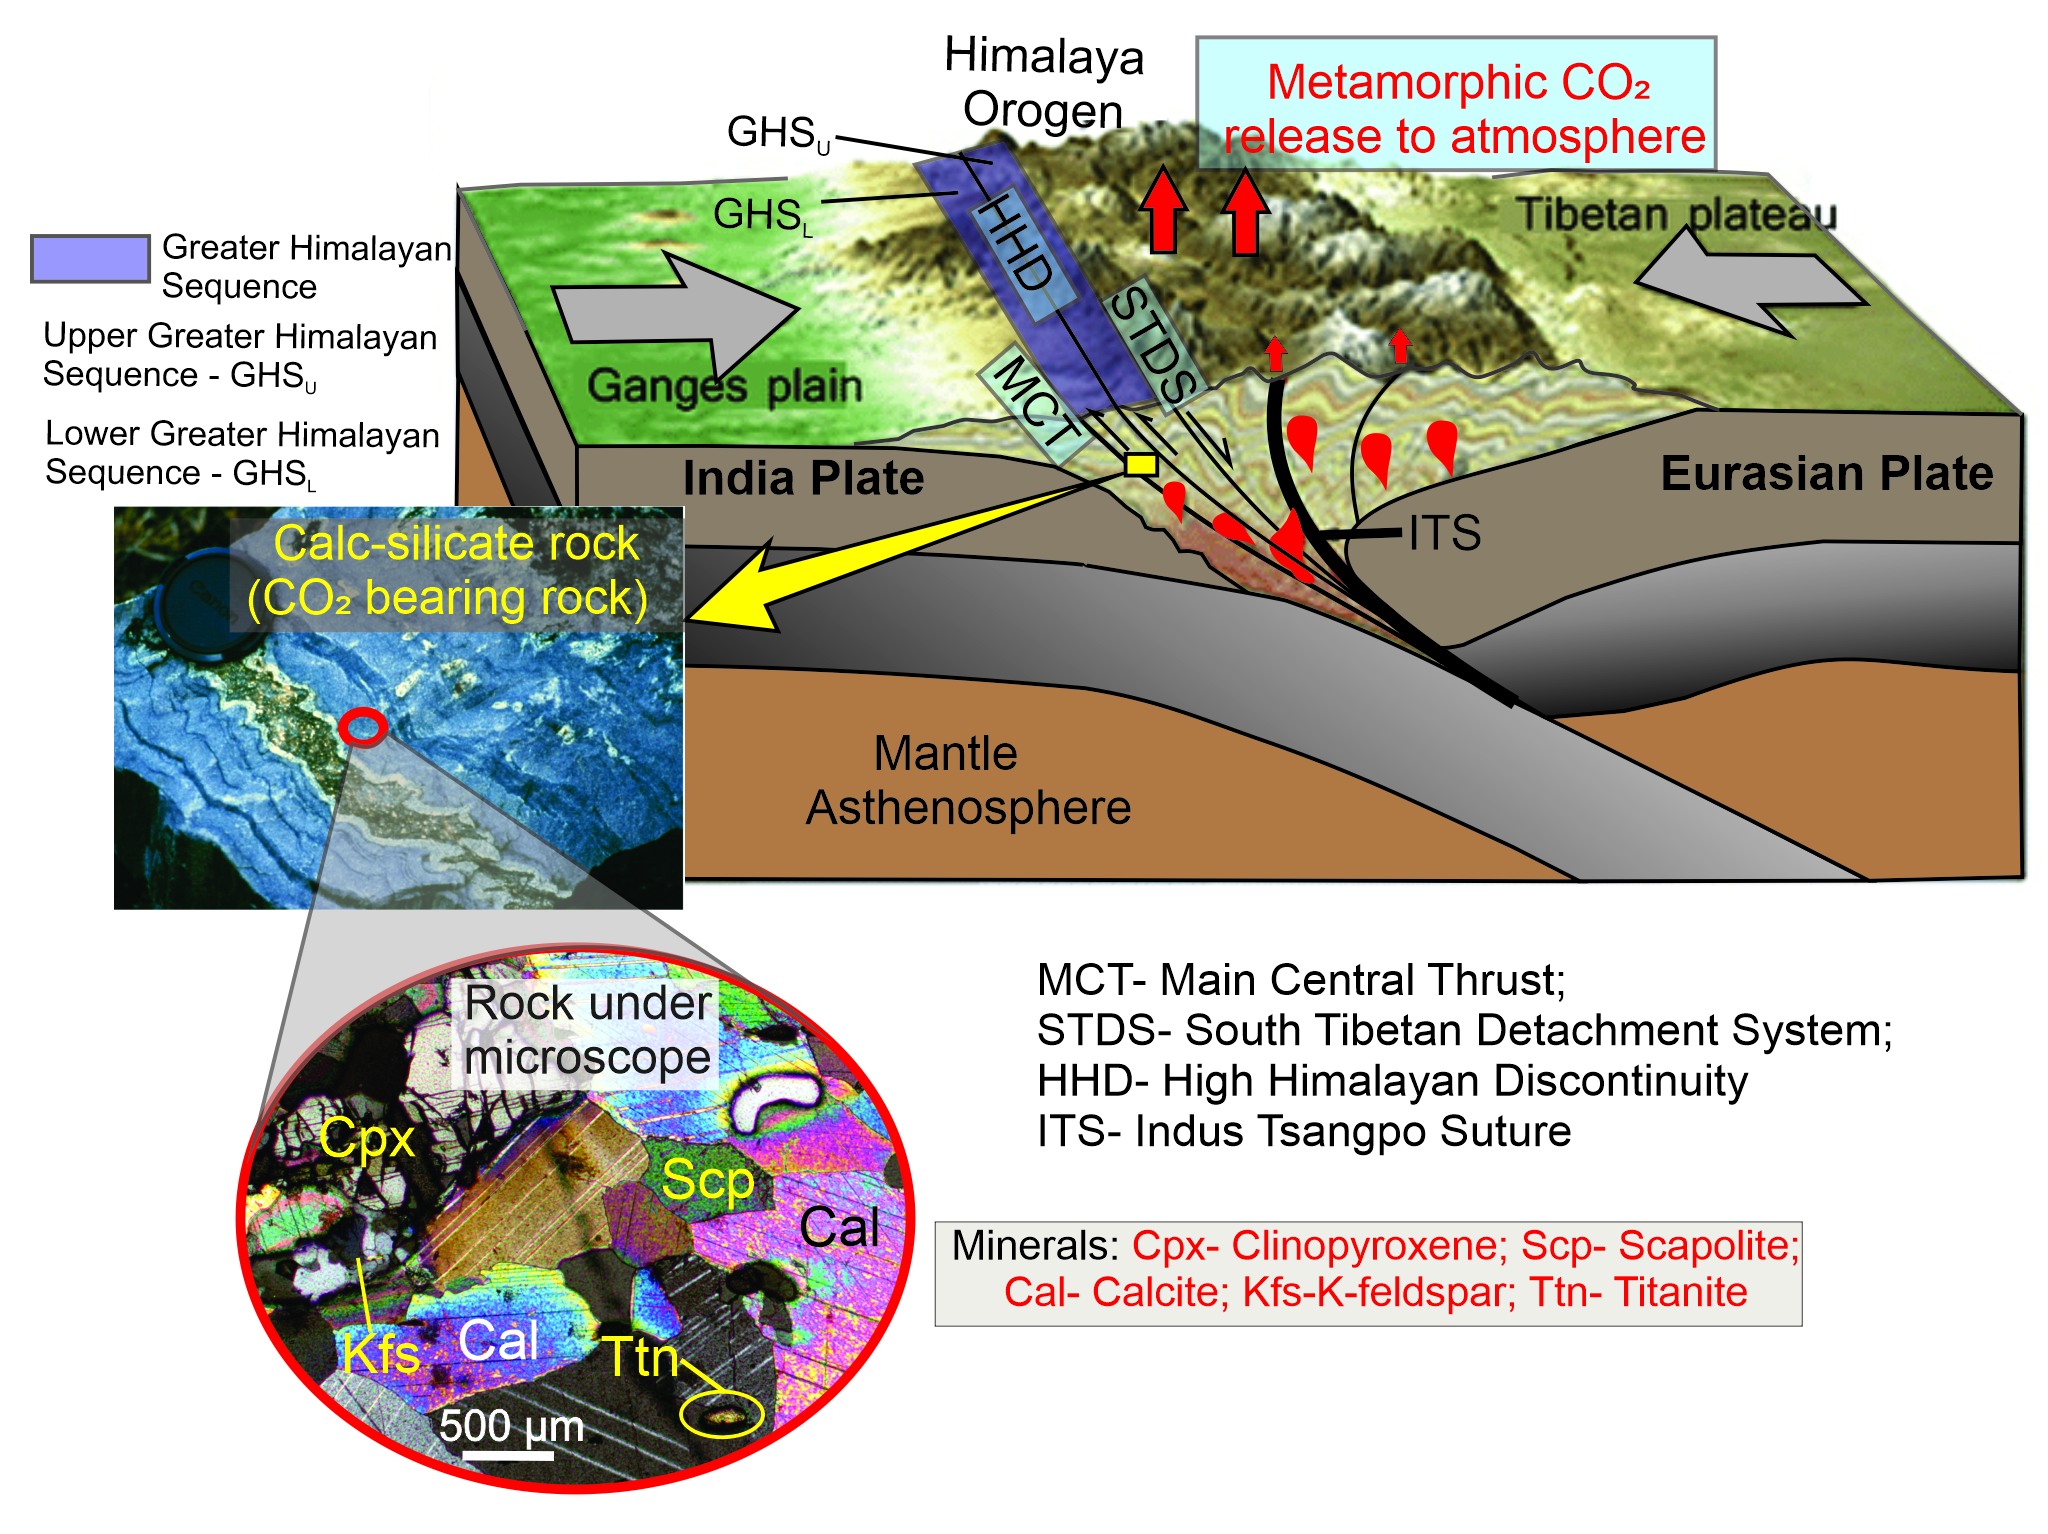 Himalaya
Orogen
Metamorphic CO₂
release to atmosphere
GHSU
GHSL
HHD
STDS
MCT
Tibetan plateau
Ganges plain
Greater Himalayan
Sequence
Upper Greater Himalayan
Sequence - GHSU
Lower Greater Himalayan
Sequence - GHSL
India Plate
Eurasian Plate
ITS
Calc-silicate rock
(CO₂ bearing rock)
Mantle
Asthenosphere
Rock under
microscope
Cpx
Scp
Cal
Kfs
Cal
Ttn
500 µm
MCT- Main Central Thrust;
STDS- South Tibetan Detachment System;
HHD- High Himalayan Discontinuity
ITS- Indus Tsangpo Suture
Minerals: Cpx- Clinopyroxene; Scp- Scapolite;
Cal- Calcite; Kfs-K-feldspar; Ttn- Titanite